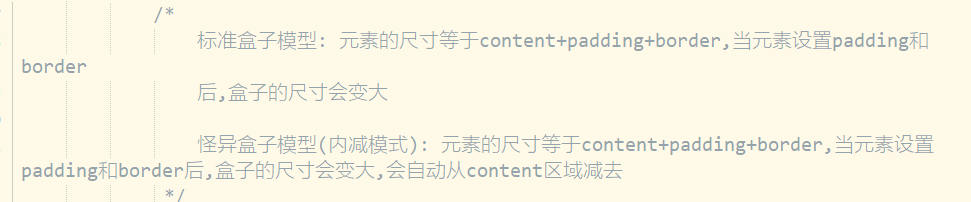 /*
标准盒子模型: 元素的尺寸等于content+padding+border,当元素设置padding和
border
后,盒子的尺寸会变大
怪异盒子模型(内减模式): 元素的尺寸等于content+padding+border,当元素设置
padding和border后,盒子的尺寸会变大,会自动从content区域减去
*/